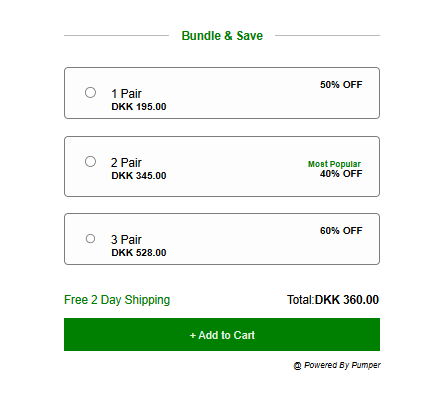 Bundle & Save
50% OFF
1 Pair
DKK 195.00
2 Pair
Most Popular
DKK 345.00
40% OFF
60% OFF
3 Pair
DKK 528.00
Free 2 Day Shipping
Total:DKK 360.00
+ Add to Cart
@ Powered By Pumper